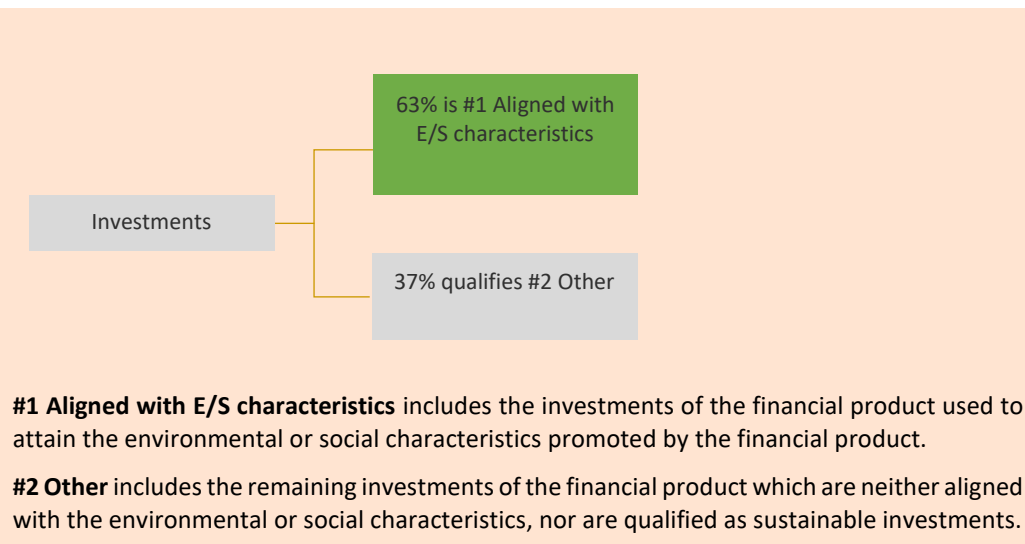 63% is #1 Aligned with
E/S characteristics
Investments
37% qualifies #2 Other
#1 Aligned with E/S characteristics includes the investments of the financial product used to
attain the environmental or social characteristics promoted by the financial product.
#2 Other includes the remaining investments of the financial product which are neither aligned
with the environmental or social characteristics, nor are qualified as sustainable investments.